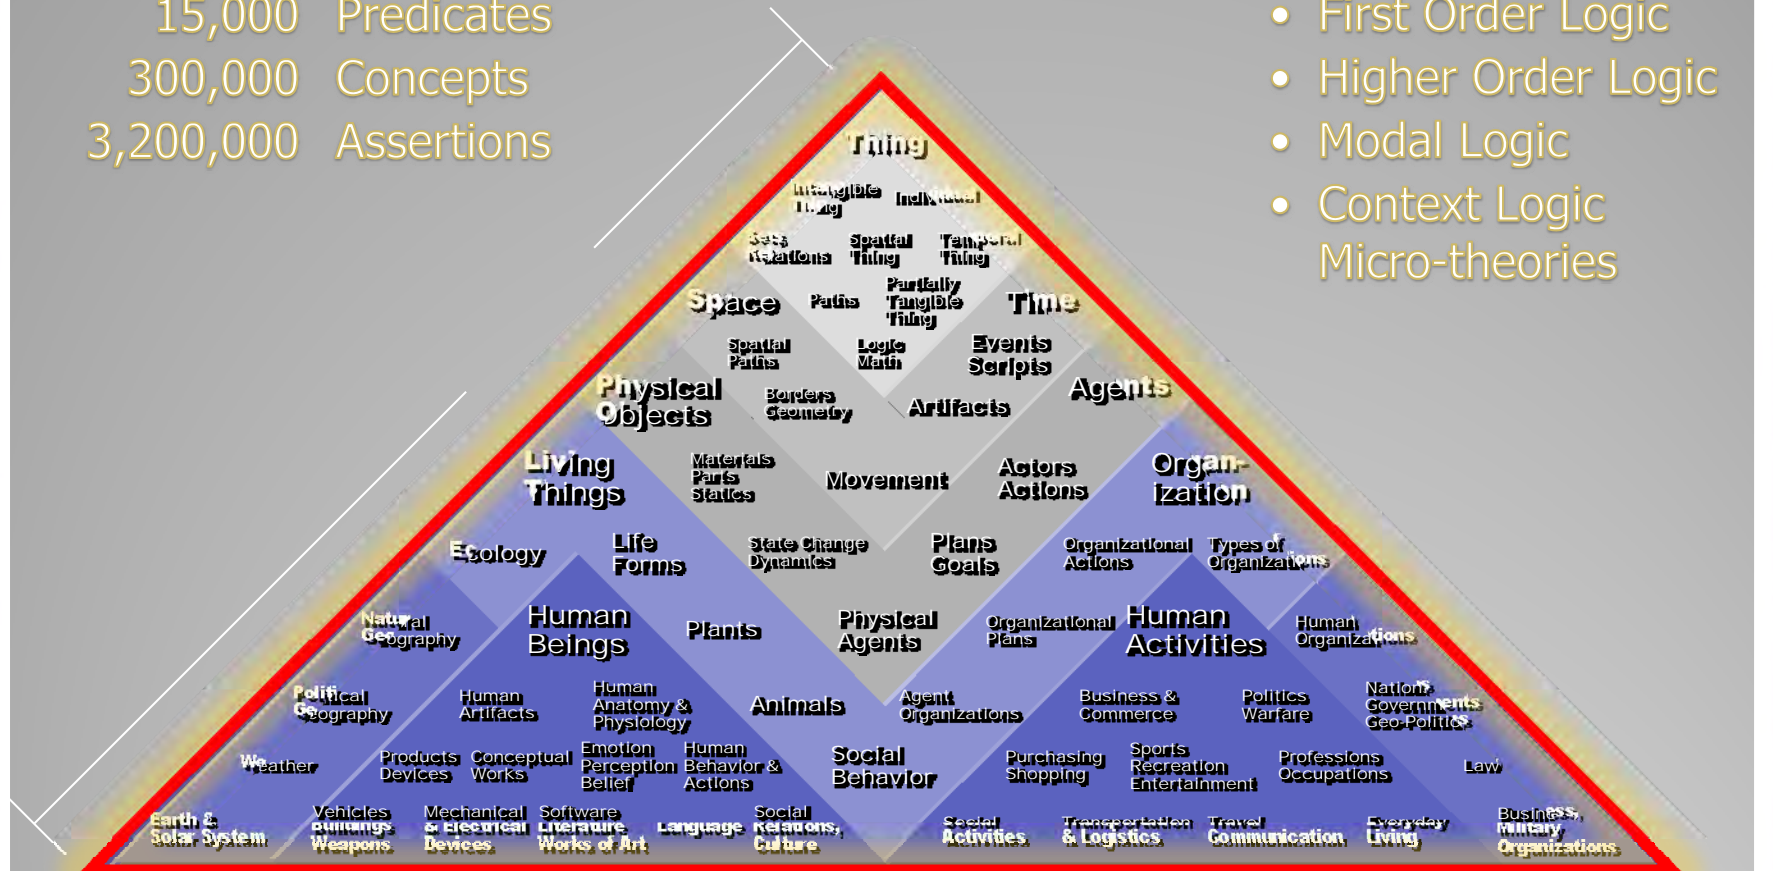 15,000 Predicates
300,000 Concepts
3,200,000 Assertions
• First Order Logic
• Higher Order Logic
• Modal Logic
• Context Logic
Micro-theories
Thing
Intangible
Thing
Individual
Sets
Relations
Spatial
Thing
Temporal
Thing
Space
Paths
Partially
Tangible
Thing
Time
Spatial
Paths
Logic
Math
Events
Scripts
Physical
Objects
Borders
Geometry
Artifacts
Agents
Living
Things
Materials
Parts
Statics
Movement
Actors
Actions
Organ-
ization
Ecology
Life
Forms
State Change
Dynamics
Plans
Goals
Organizational
Actions
Types of
Organizations
Natural
Geography
Human
Beings
Plants
Physical
Agents
Organizational
Plans
Human
Activities
Human
Organizations
Political
Geography
Human
Artifacts
Human
Anatomy &
Physiology
Animals
Agent
Organizations
Business &
Commerce
Politics
Warfare
Nations
Governments
Geo-Politics
Weather
Products
Devices
Conceptual
Works
Emotion
Perception
Belief
Human
Behavior &
Actions
Social
Behavior
Purchasing
Shopping
Sports
Recreation
Entertainment
Professions
Occupations
Law
Earth &
Solar System
Vehicles
Buildings
Weapons
Mechanical
& Electrical
Devices
Software
Literature
Works of Art
Language
Social
Relations,
Culture
Social
Activities
Transportation
& Logistics
Travel
Communication
Everyday
Living
Business,
Military
Organizations